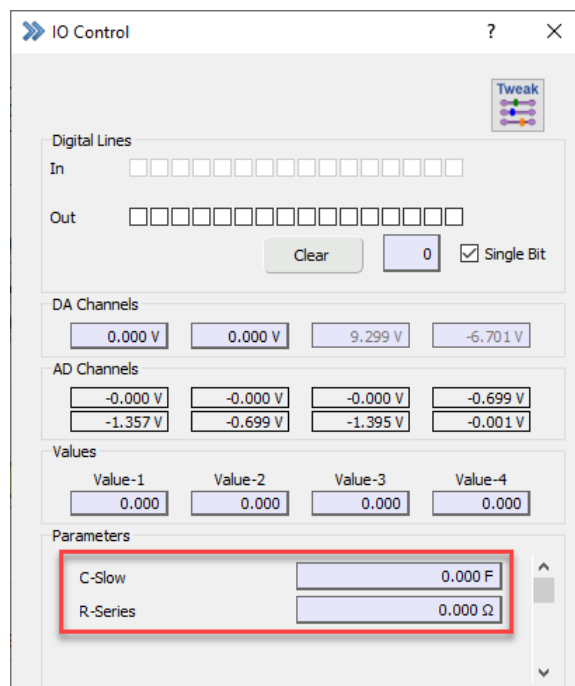 IO Control ?
Tweak
Digital Lines
In
Out
Clear 0 Single Bit
DA Channels
0.000 V 0.000 V 9.299 V -6.701 V
AD Channels
-0.000 V -0.000 V -0.000 V -0.699 V
-1.357 V -0.699 V -1.395 V -0.001 V
Values
Value-1 Value-2 Value-3 Value-4
0.000 0.000 0.000 0.000
Parameters
C-Slow 0.000 F
R-Series 0.000 Ω